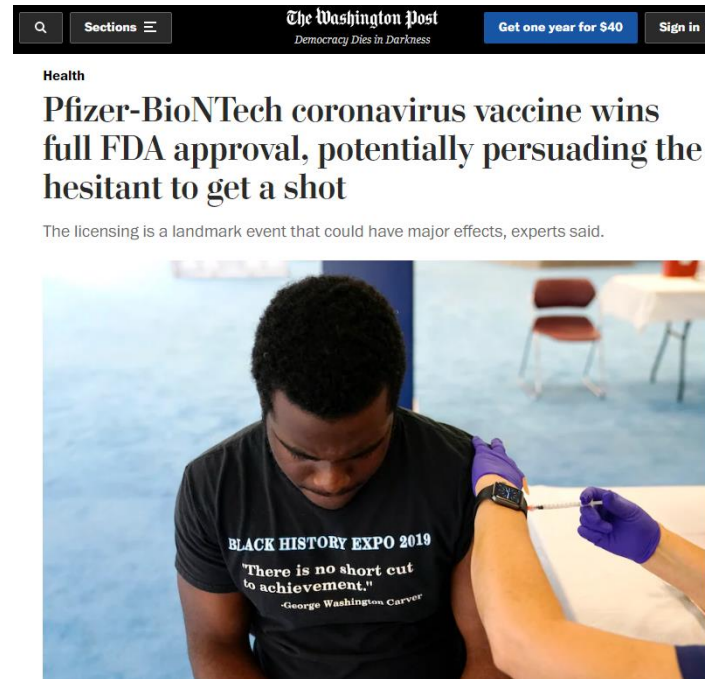 Sections
The Washington Post
Democracy Dies in Darkness
Get one year for $40
Sign in
Health
Pfizer-BioNTech coronavirus vaccine wins
full FDA approval, potentially persuading the
hesitant to get a shot
The licensing is a landmark event that could have major effects, experts said.
BLACK HISTORY EXPO 2019
"There is no short cut
to achievement."
-George Washington Carver